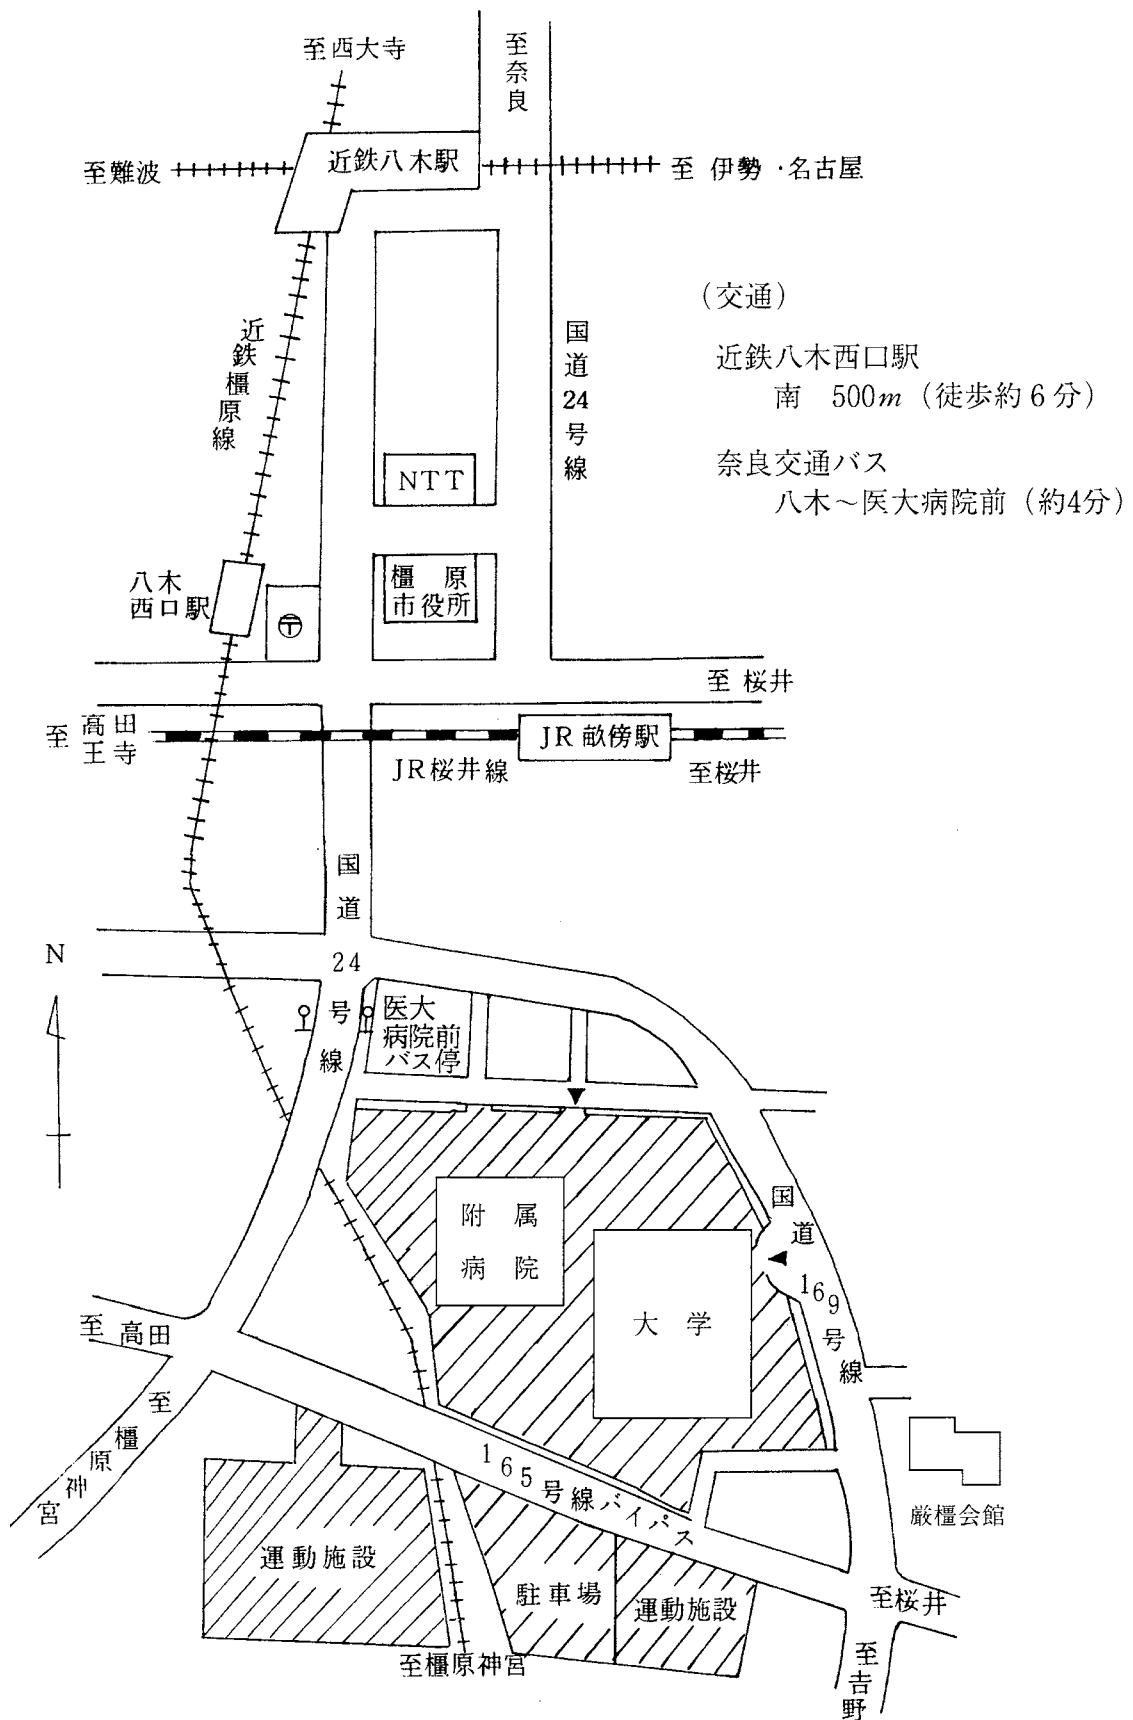 至西大寺
至奈良
至難波
近鉄八木駅
至 伊勢・名古屋
(交通)
近鉄橿原線
国道24号線
近鉄八木西口駅
南 500m(徒歩約6分)
奈良交通バス
八木~医大病院前(約4分)
NTT
八木
西口駅
〒
橿原
市役所
至 桜井
至 高田
王寺
JR畝傍駅
JR桜井線
至桜井
国道24号線
N
医大
病院前
バス停
附属
病院
大学
国道169号線
至高田
至橿原神宮
165号線バイパス
厳橿会館
運動施設
駐車場
運動施設
至桜井
至橿原神宮
至吉野